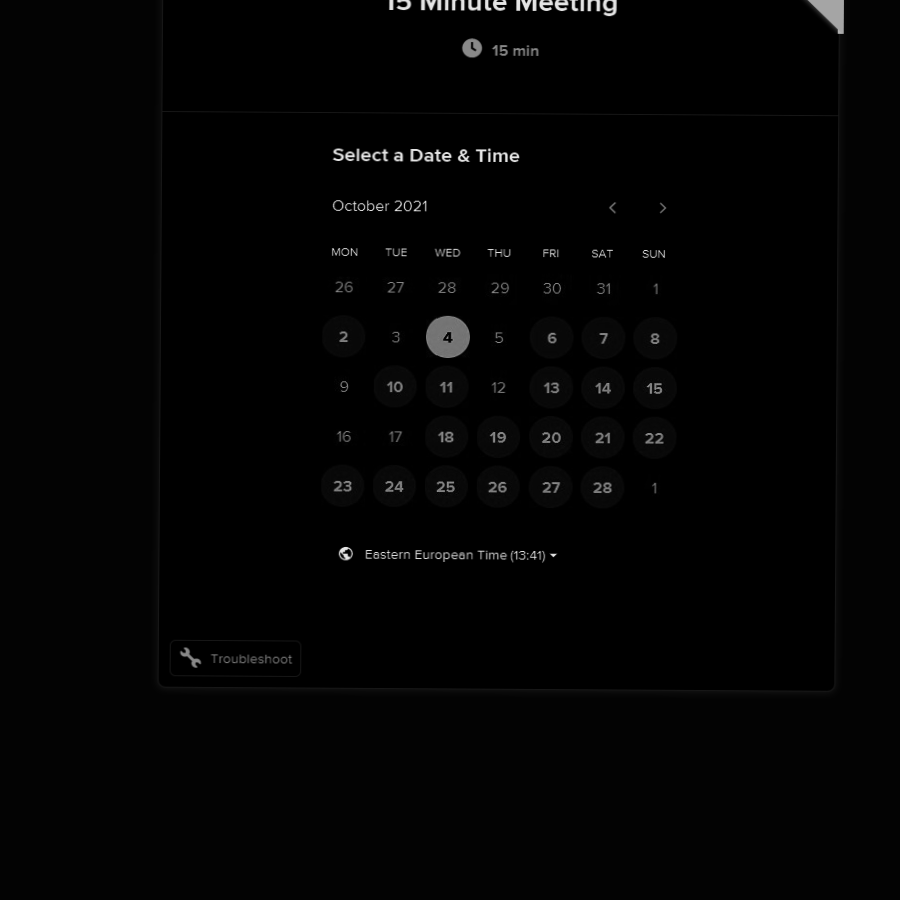 15 Minute Meeting
15 min
Select a Date & Time
October 2021
MON TUE WED THU FRI SAT SUN
26 27 28 29 30 31 1
2 3 4 5 6 7 8
9 10 11 12 13 14 15
16 17 18 19 20 21 22
23 24 25 26 27 28 1
Eastern European Time (13:41)
Troubleshoot